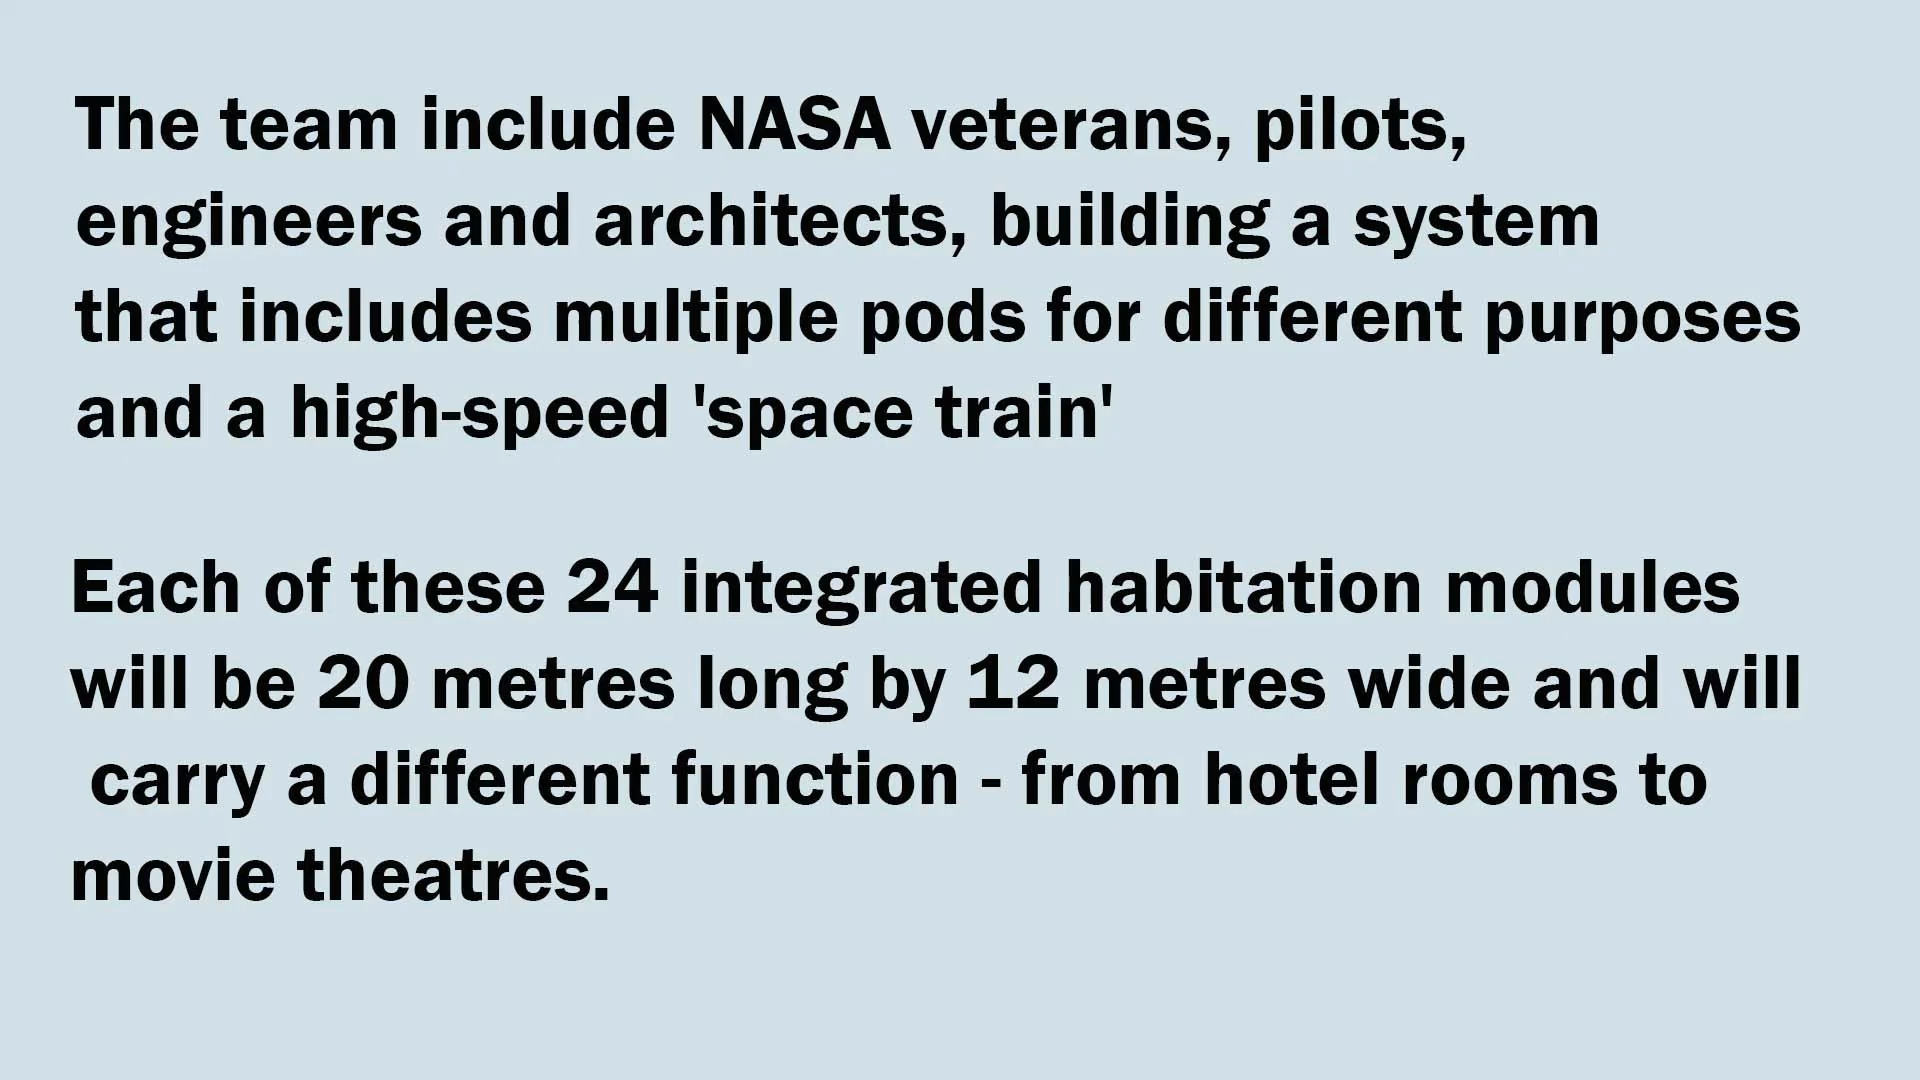 The team include NASA veterans, pilots,
engineers and architects, building a system
that includes multiple pods for different purposes
and a high-speed 'space train'
Each of these 24 integrated habitation modules
will be 20 metres long by 12 metres wide and will
carry a different function - from hotel rooms to
movie theatres.